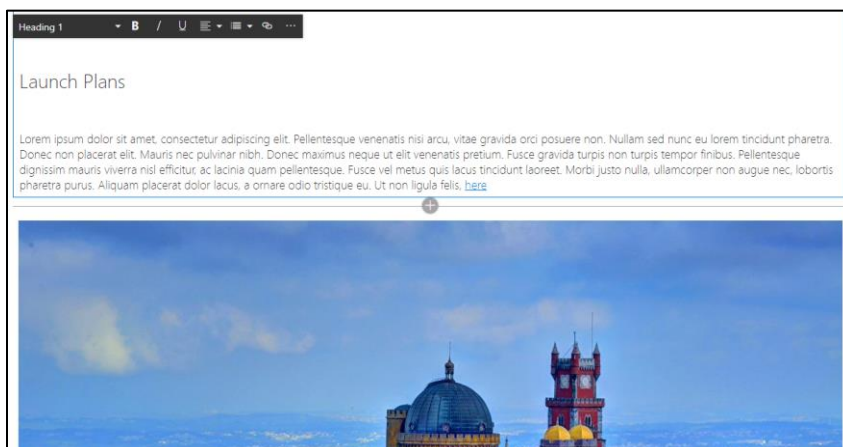 Heading 1 B / U ...
Launch Plans
Lorem ipsum dolor sit amet, consectetur adipiscing elit. Pellentesque venenatis nisi arcu, vitae gravida orci posuere non. Nullam sed nunc eu lorem tincidunt pharetra.
Donec non placerat elit. Mauris nec pulvinar nibh. Donec maximus neque ut elit venenatis pretium. Fusce gravida turpis non turpis tempor finibus. Pellentesque
dignissim mauris viverra nisl efficitur, ac lacinia quam pellentesque. Fusce vel metus quis lacus tincidunt laoreet. Morbi justo nulla, ullamcorper non augue nec, lobortis
pharetra purus. Aliquam placerat dolor lacus, a ornare odio tristique eu. Ut non ligula felis, here